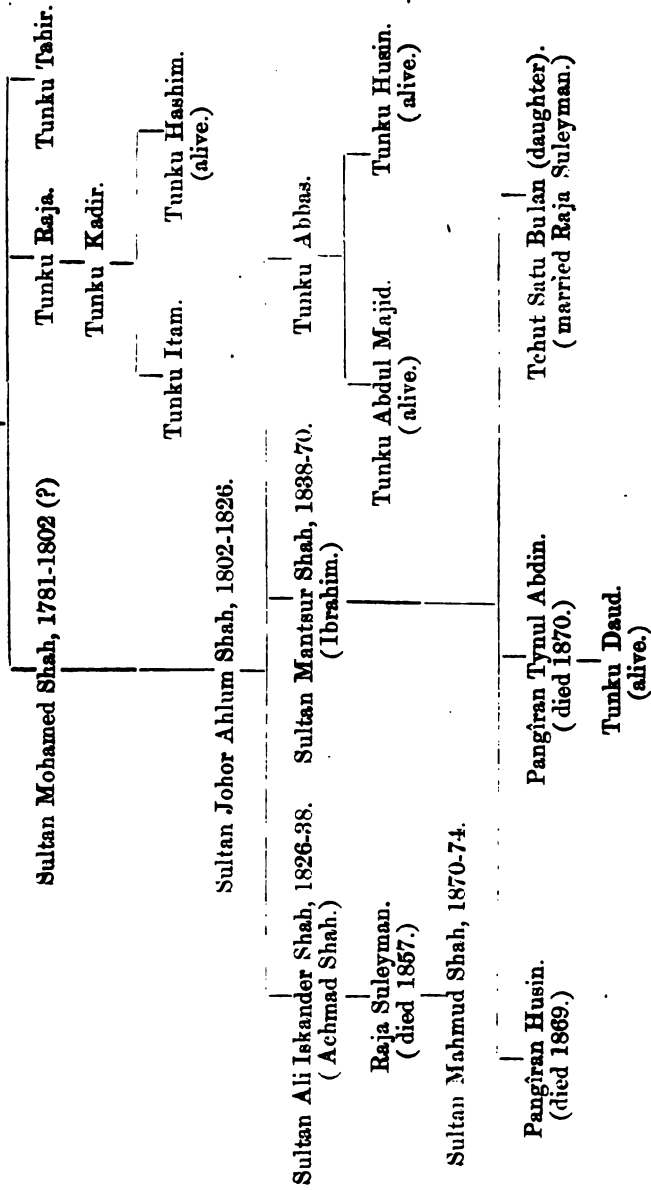 Sultan Mohamed Shah, 1781-1802 (?)
Tunku Raja.
Tunku Tahir.
Tunku Kadir.
Tunku Itam.
Tunku Hashim.
(alive.)
Sultan Johor Ahlum Shah, 1802-1826.
Sultan Ali Iskander Shah, 1826-38.
( Achmad Shah.)
Sultan Mantsur Shah, 1838-70.
( Ibrahim.)
Tunku Abbas.
Raja Suleyman.
( died 1857.)
Tunku Abdul Majid.
(alive.)
Tunku Husin.
( alive.)
Sultan Mahmud Shah, 1870-74.
Pangîran Husin.
(died 1869.)
Pangîran Tynul Abdin.
( died 1870.)
Tchut Satu Bulan (daughter).
( married Raja Suleyman.)
Tunku Daud.
(alive.)